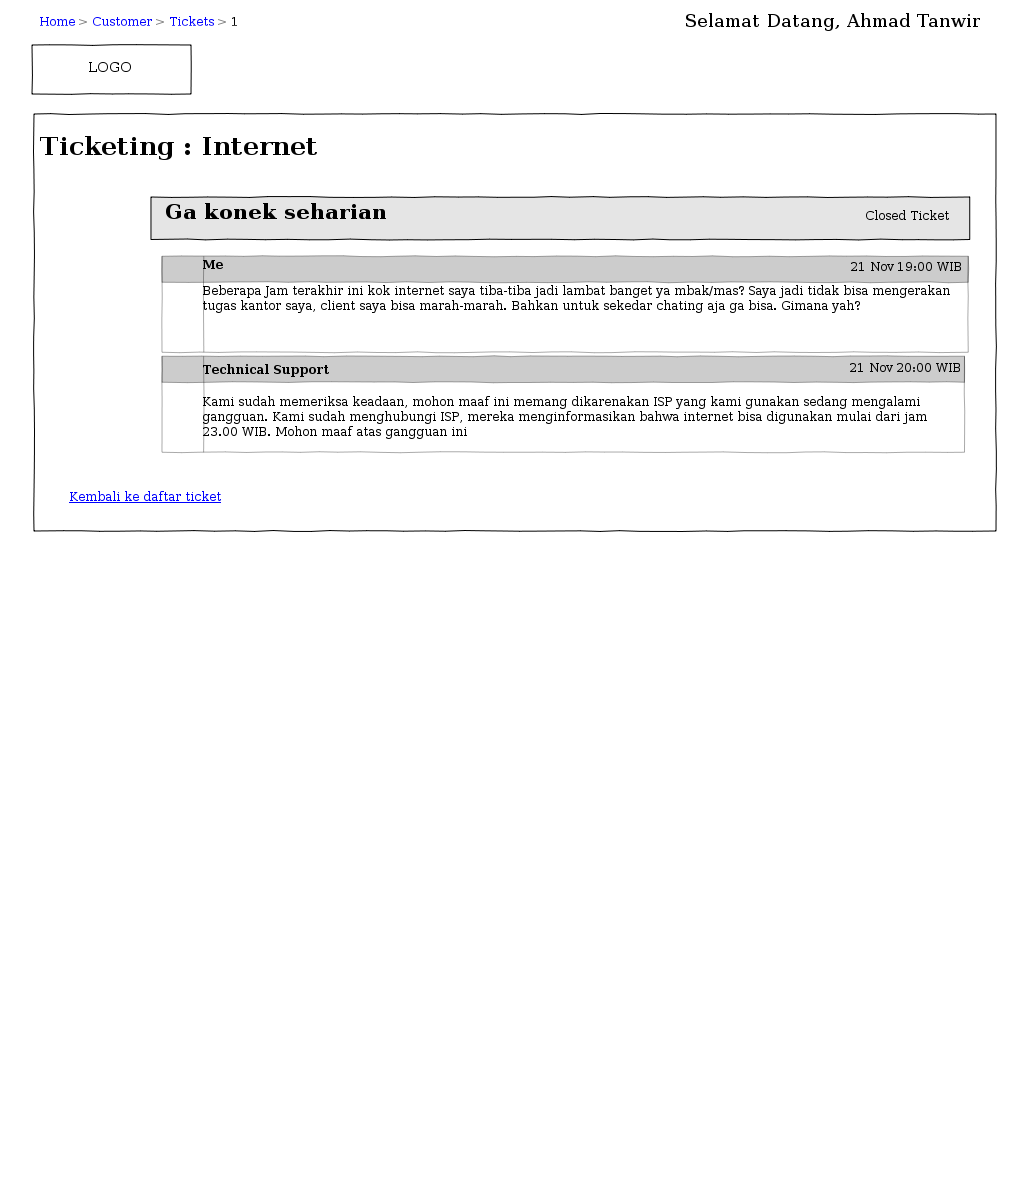 Home > Customer > Tickets > 1
Selamat Datang, Ahmad Tanwir
LOGO
Ticketing : Internet
Ga konek seharian
Closed Ticket
Me
21 Nov 19:00 WIB
Beberapa Jam terakhir ini kok internet saya tiba-tiba jadi lambat banget ya mbak/mas? Saya jadi tidak bisa mengerakan
tugas kantor saya, client saya bisa marah-marah. Bahkan untuk sekedar chating aja ga bisa. Gimana yah?
Technical Support
21 Nov 20:00 WIB
Kami sudah memeriksa keadaan, mohon maaf ini memang dikarenakan ISP yang kami gunakan sedang mengalami
gangguan. Kami sudah menghubungi ISP, mereka menginformasikan bahwa internet bisa digunakan mulai dari jam
23.00 WIB. Mohon maaf atas gangguan ini
Kembali ke daftar ticket